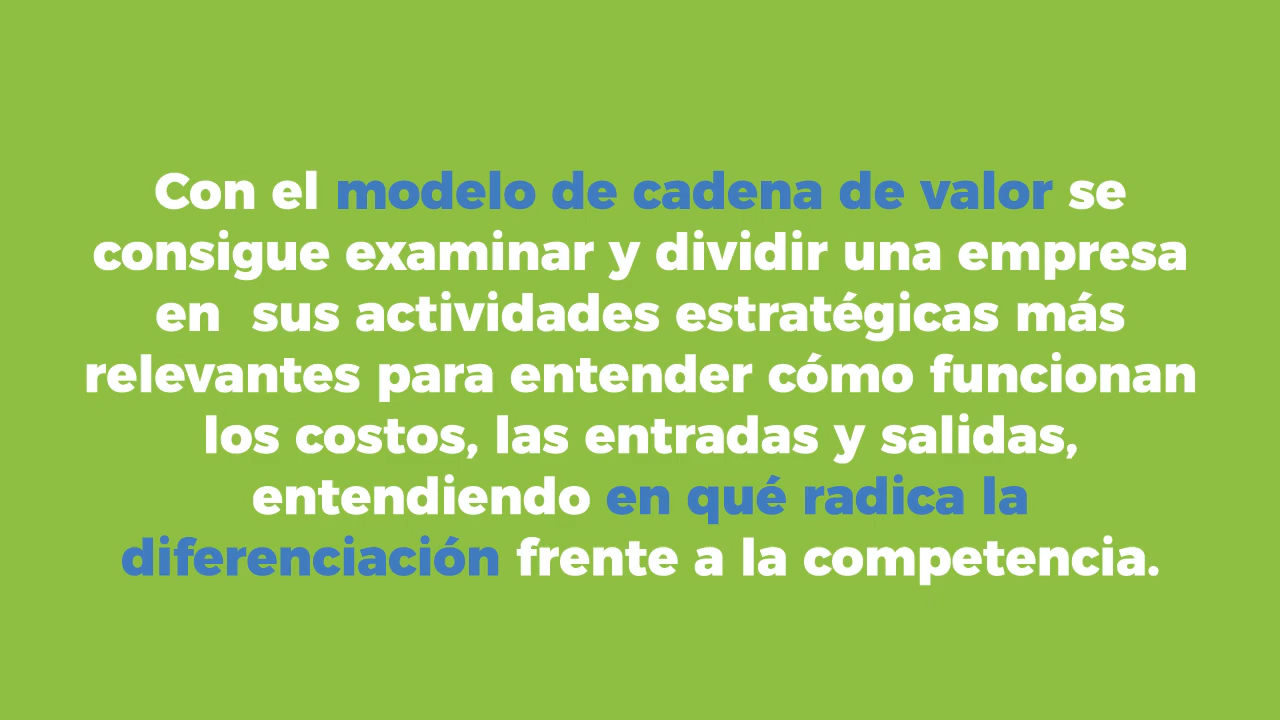 Con el modelo de cadena de valor se
consigue examinar y dividir una empresa
en  sus actividades estratégicas más
relevantes para entender cómo funcionan
los costos, las entradas y salidas,
entendiendo en qué radica la
diferenciación frente a la competencia.